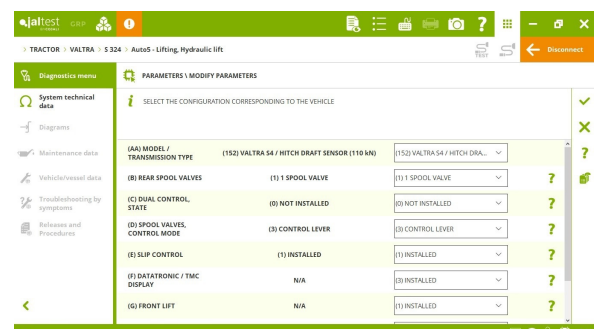 jaltest GRP
> TRACTOR > VALTRA > S 324 > Auto5 - Lifting, Hydraulic lift
TEST
Disconnect
Diagnostics menu
PARAMETERS \ MODIFY PARAMETERS
System technical data
Diagrams
Maintenance data
Vehicle/vessel data
Troubleshooting by symptoms
Releases and Procedures
SELECT THE CONFIGURATION CORRESPONDING TO THE VEHICLE
(AA) MODEL / TRANSMISSION TYPE (152) VALTRA S4 / HITCH DRAFT SENSOR (110 kN) (152) VALTRA S4 / HITCH DRA...
(B) REAR SPOOL VALVES (1) 1 SPOOL VALVE (1) 1 SPOOL VALVE
(C) DUAL CONTROL, STATE (0) NOT INSTALLED (0) NOT INSTALLED
(D) SPOOL VALVES, CONTROL MODE (3) CONTROL LEVER (3) CONTROL LEVER
(E) SLIP CONTROL (1) INSTALLED (1) INSTALLED
(F) DATATRONIC / TMC DISPLAY N/A (3) INSTALLED
(G) FRONT LIFT N/A (1) INSTALLED